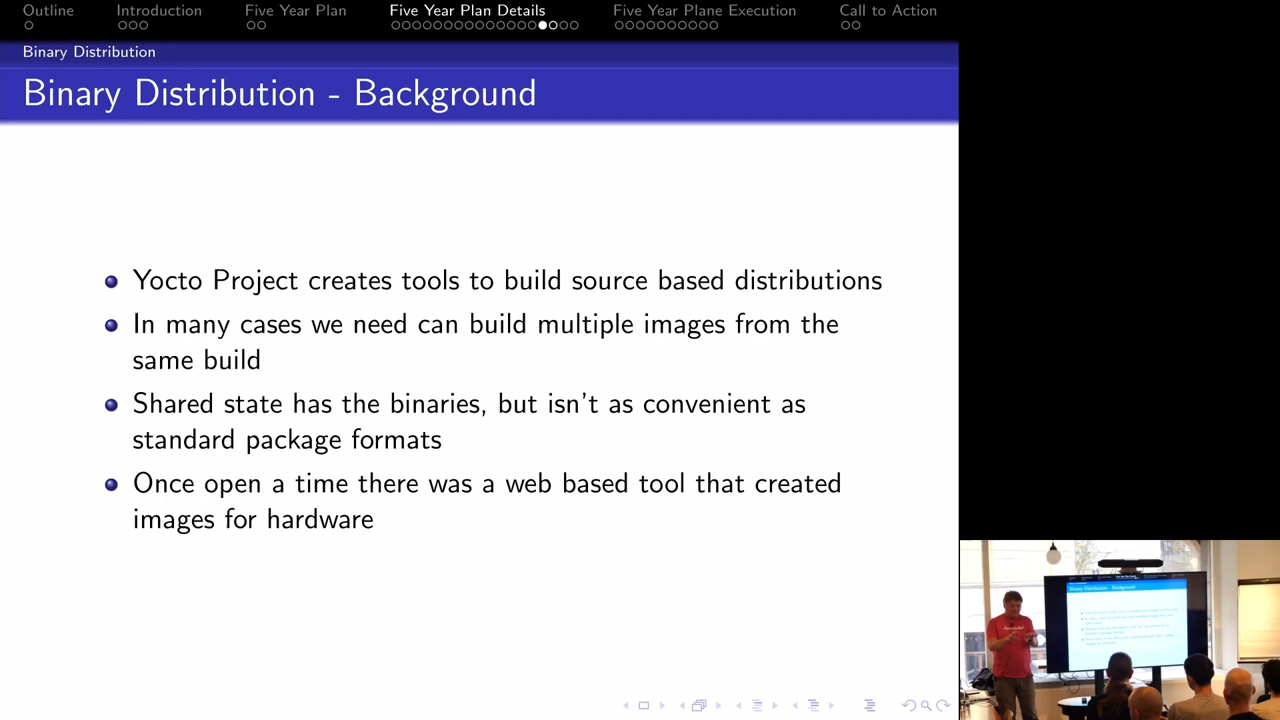 Outline
Introduction
Five Year Plan
Five Year Plan Details
Five Year Plane Execution
Call to Action
Binary Distribution
Binary Distribution - Background
Yocto Project creates tools to build source based distributions
In many cases we need can build multiple images from the
same build
Shared state has the binaries, but isn't as convenient as
standard package formats
Once open a time there was a web based tool that created
images for hardware
Binary Distribution - Background